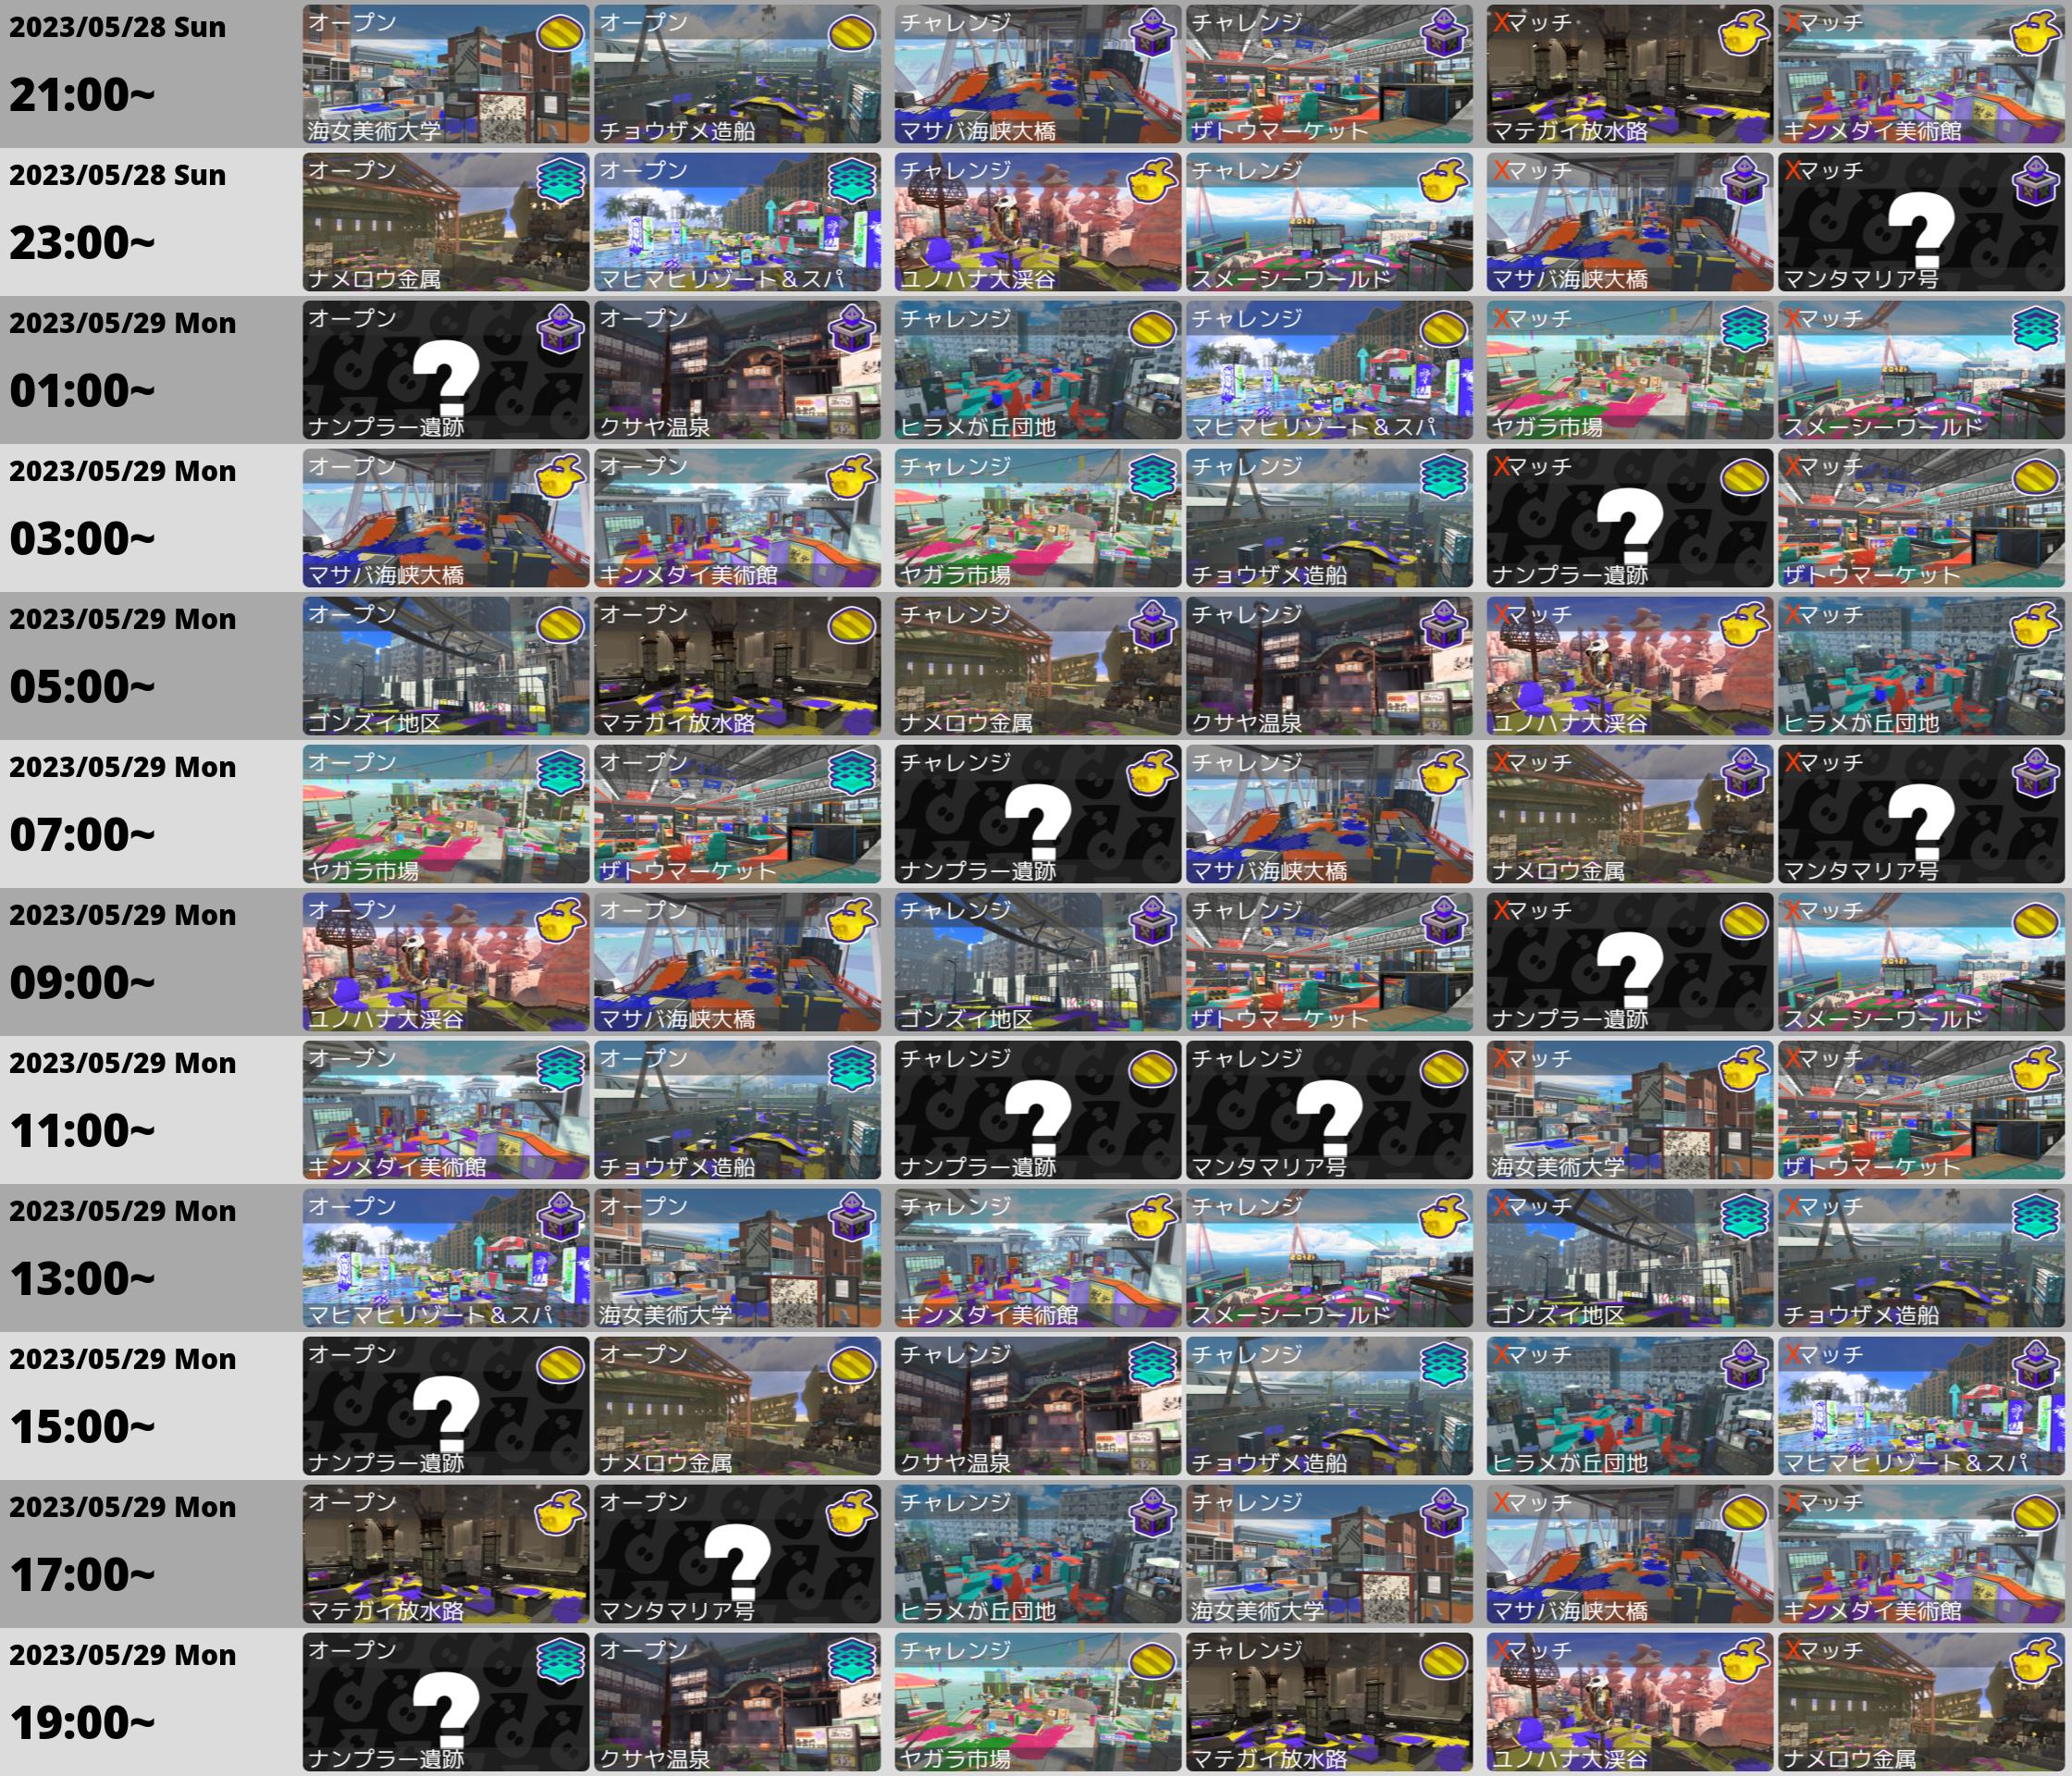 2023/05/28 Sun
21:00~
オープン オープン チャレンジ チャレンジ Xマッチ Xマッチ
海女美術大学 チョウザメ造船 マサバ海峡大橋 ザトウマーケット マテガイ放水路 キンメダイ美術館
2023/05/28 Sun
23:00~
オープン オープン チャレンジ チャレンジ Xマッチ Xマッチ
ナメロウ金属 マヒマヒリゾート＆スパ ユノハナ大渓谷 スメーシーワールド マサバ海峡大橋 マンタマリア号
2023/05/29 Mon
01:00~
オープン オープン チャレンジ チャレンジ Xマッチ Xマッチ
ナンプラー遺跡 クサヤ温泉 ヒラメが丘団地 マヒマヒリゾート＆スパ ヤガラ市場 スメーシーワールド
2023/05/29 Mon
03:00~
オープン オープン チャレンジ チャレンジ Xマッチ Xマッチ
マサバ海峡大橋 キンメダイ美術館 ヤガラ市場 チョウザメ造船 ナンプラー遺跡 ザトウマーケット
2023/05/29 Mon
05:00~
オープン オープン チャレンジ チャレンジ Xマッチ Xマッチ
ゴンズイ地区 マテガイ放水路 ナメロウ金属 クサヤ温泉 ユノハナ大渓谷 ヒラメが丘団地
2023/05/29 Mon
07:00~
オープン オープン チャレンジ チャレンジ Xマッチ Xマッチ
ヤガラ市場 ザトウマーケット ナンプラー遺跡 マサバ海峡大橋 ナメロウ金属 マンタマリア号
2023/05/29 Mon
09:00~
オープン オープン チャレンジ チャレンジ Xマッチ Xマッチ
ユノハナ大渓谷 マサバ海峡大橋 ゴンズイ地区 ザトウマーケット ナンプラー遺跡 スメーシーワールド
2023/05/29 Mon
11:00~
オープン オープン チャレンジ チャレンジ Xマッチ Xマッチ
キンメダイ美術館 チョウザメ造船 ナンプラー遺跡 マンタマリア号 海女美術大学 ザトウマーケット
2023/05/29 Mon
13:00~
オープン オープン チャレンジ チャレンジ Xマッチ Xマッチ
マヒマヒリゾート＆スパ 海女美術大学 キンメダイ美術館 スメーシーワールド ゴンズイ地区 チョウザメ造船
2023/05/29 Mon
15:00~
オープン オープン チャレンジ チャレンジ Xマッチ Xマッチ
ナンプラー遺跡 ナメロウ金属 クサヤ温泉 チョウザメ造船 ヒラメが丘団地 マヒマヒリゾート＆スパ
2023/05/29 Mon
17:00~
オープン オープン チャレンジ チャレンジ Xマッチ Xマッチ
マテガイ放水路 マンタマリア号 ヒラメが丘団地 海女美術大学 マサバ海峡大橋 キンメダイ美術館
2023/05/29 Mon
19:00~
オープン オープン チャレンジ チャレンジ Xマッチ Xマッチ
ナンプラー遺跡 クサヤ温泉 ヤガラ市場 マテガイ放水路 ユノハナ大渓谷 ナメロウ金属